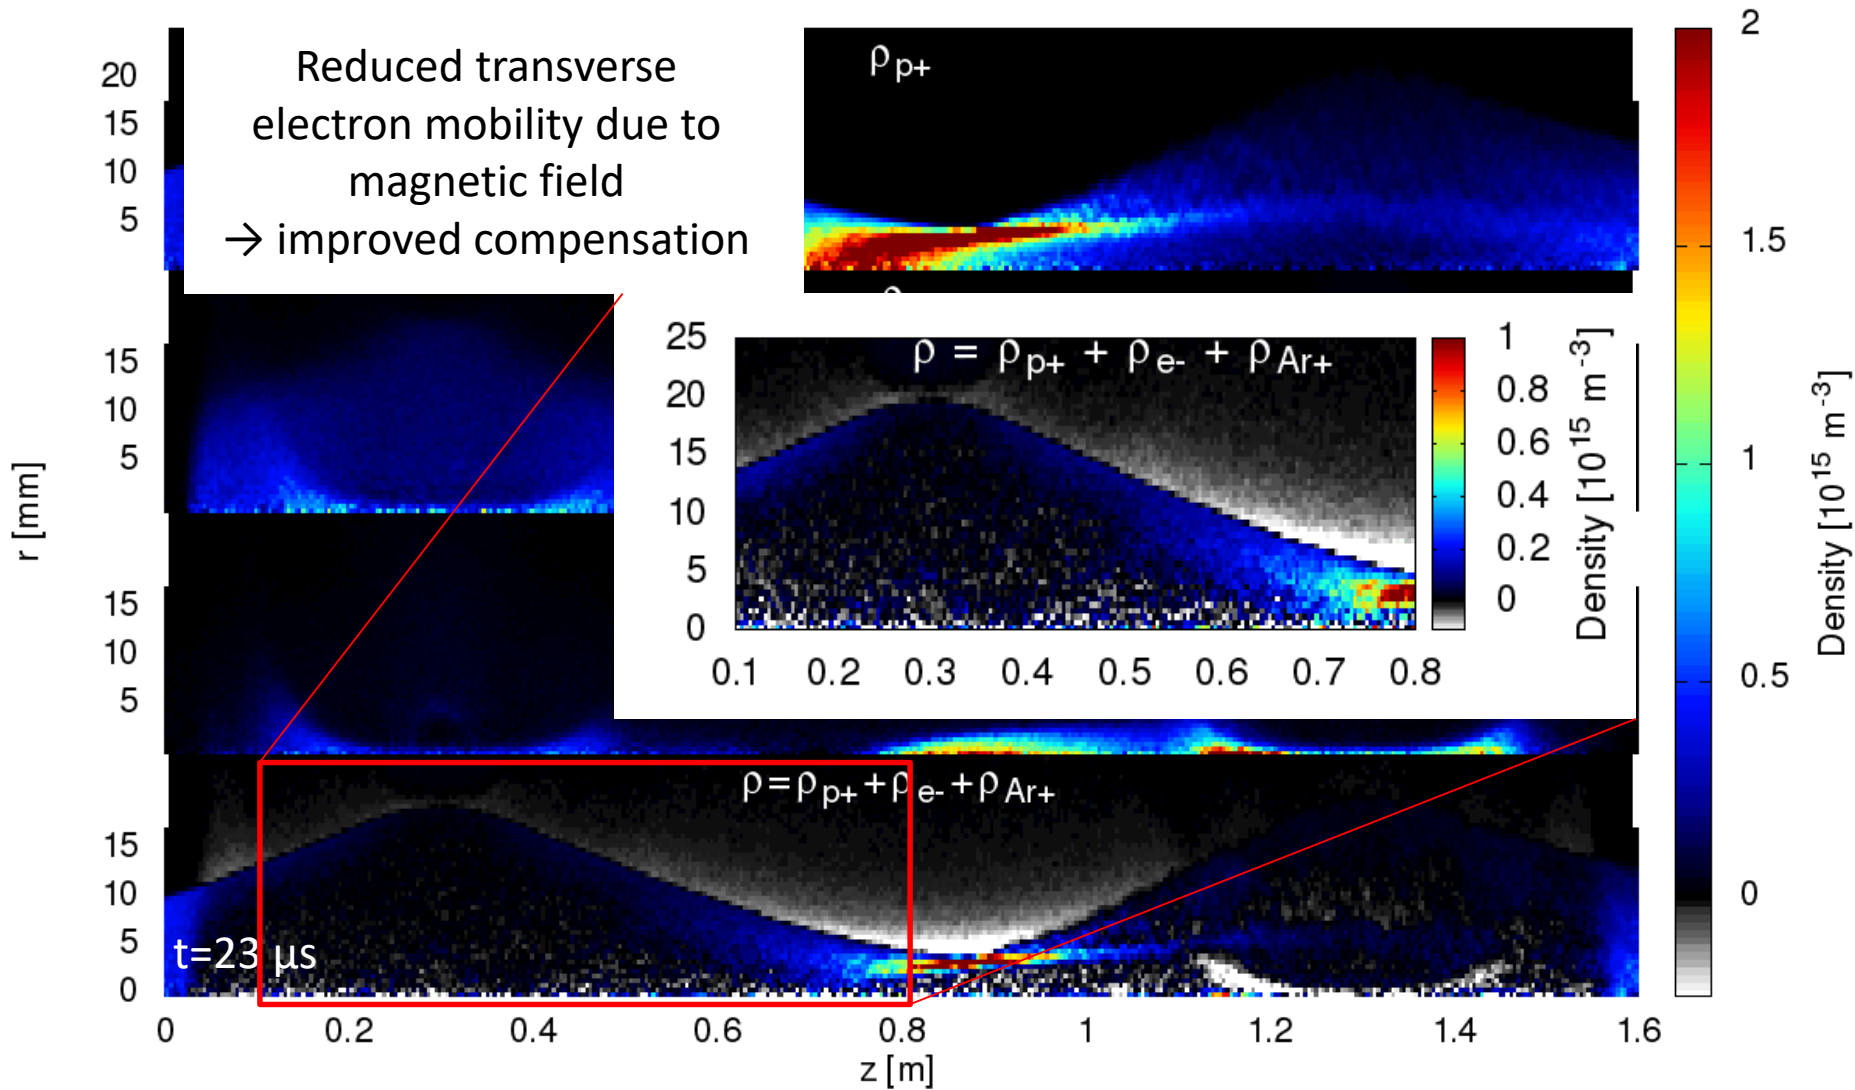 Reduced transverse
electron mobility due to
magnetic field
→ improved compensation
ρp+
20
15
10
5
15
10
5
15
10
5
15
10
5
0
r [mm]
ρ = ρp+ + ρe- + ρAr+
25
20
15
10
5
0
0.1 0.2 0.3 0.4 0.5 0.6 0.7 0.8
1
0.8
0.6
0.4
0.2
0
Density [10^15 m^-3]
ρ=ρp++ρe-+ρAr+
t=23 μs
0 0.2 0.4 0.6 0.8 1 1.2 1.4 1.6
z [m]
2
1.5
1
0.5
0
Density [10^15 m^-3]